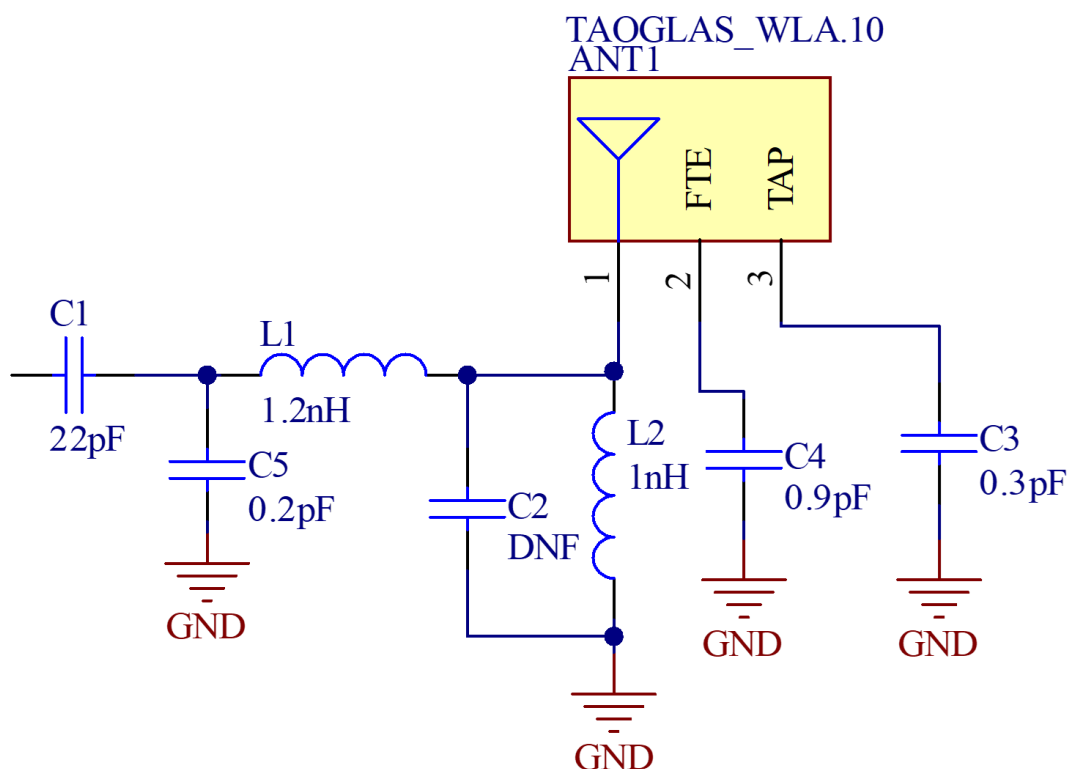 TAOGLAS_WLA.10
ANT1
FTE
TAP
1
2
3
C1
22pF
L1
1.2nH
C5
0.2pF
GND
C2
DNF
L2
1nH
GND
C4
0.9pF
GND
C3
0.3pF
GND